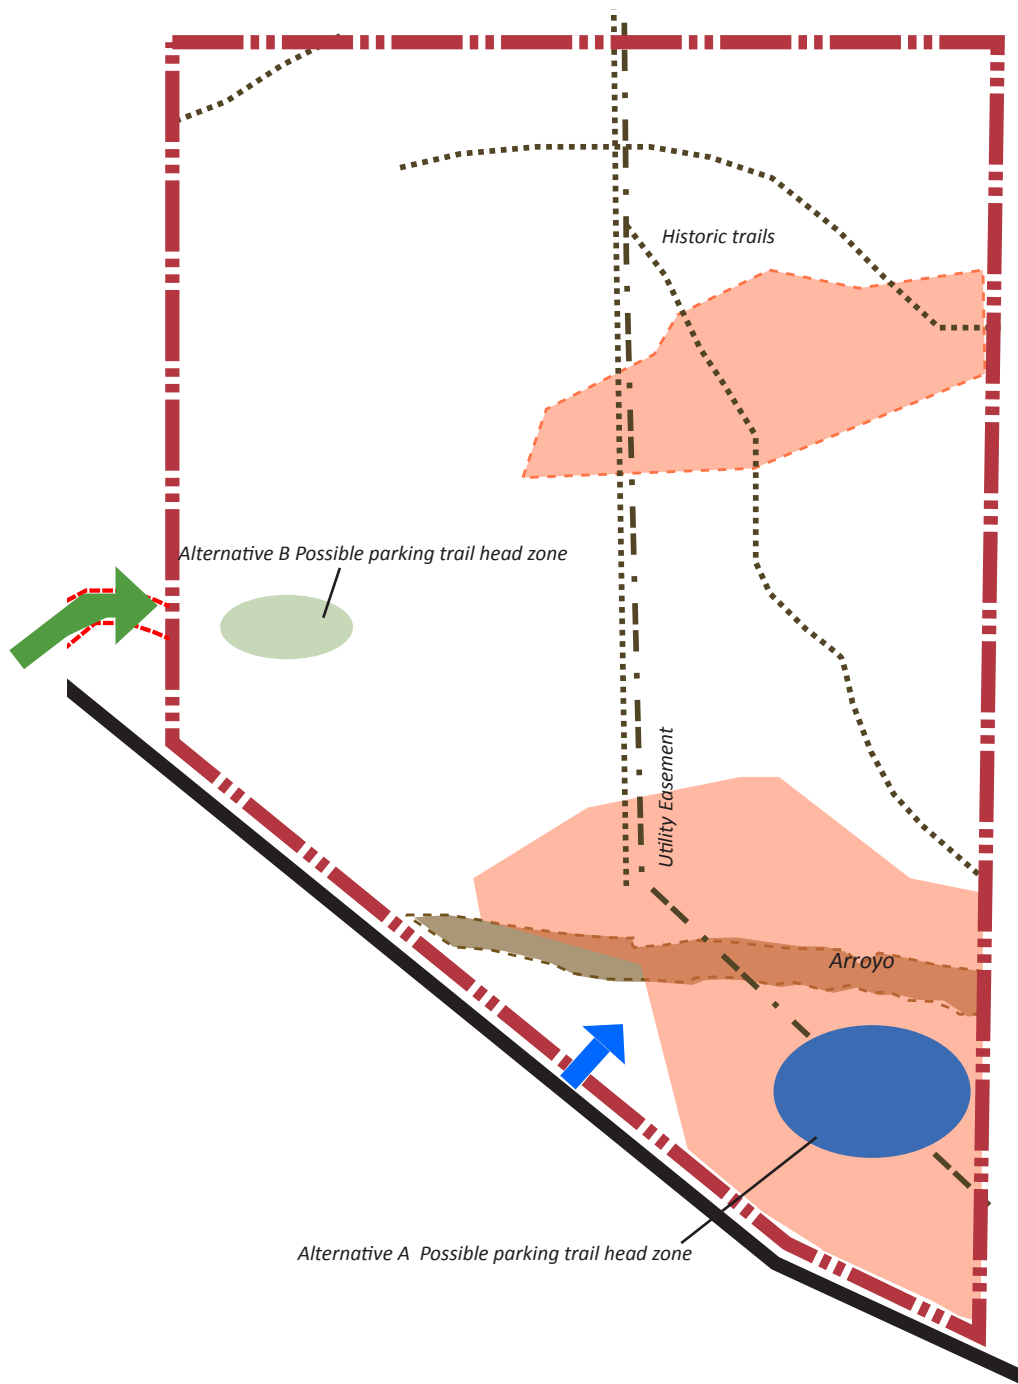 Historic trails
Alternative B Possible parking trail head zone
Utility Easement
Arroyo
Alternative A  Possible parking trail head zone